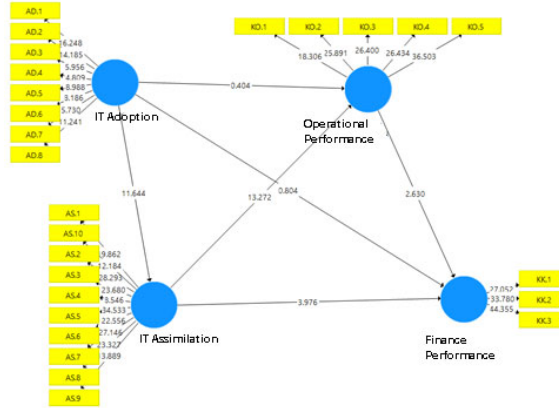 AD.1
AD.2
AD.3
AD.4
AD.5
AD.6
AD.7
AD.8
16.248
14.185
5.956
4.809
8.988
3.186
5.730
11.241
IT Adoption
KO.1
KO.2
KO.3
KO.4
KO.5
18.306
25.891
26.400
26.434
36.503
Operational
Performance
0.404
11.644
13.272
0.804
2.630
3.976
AS.1
AS.10
AS.2
AS.3
AS.4
AS.5
AS.6
AS.7
AS.8
AS.9
12.184
28.293
23.680
34.533
22.556
27.146
23.327
IT Assimilation
KK.1
KK.2
KK.3
27.052
33.780
44.355
Finance
Performance